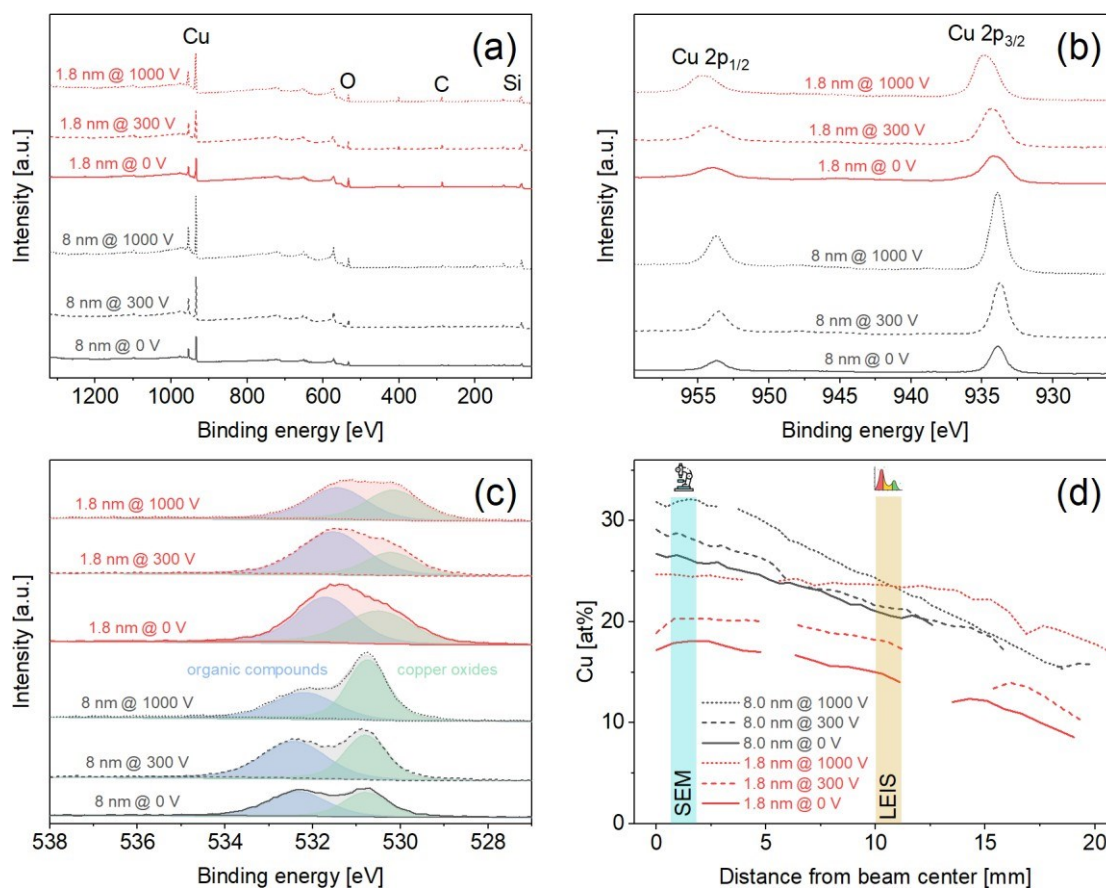 (a)
Cu
O
C
Si
1.8 nm @ 1000 V
1.8 nm @ 300 V
1.8 nm @ 0 V
8 nm @ 1000 V
8 nm @ 300 V
8 nm @ 0 V
Intensity [a.u.]
1200 1000 800 600 400 200
Binding energy [eV]
(b)
Cu 2p1/2
Cu 2p3/2
1.8 nm @ 1000 V
1.8 nm @ 300 V
1.8 nm @ 0 V
8 nm @ 1000 V
8 nm @ 300 V
8 nm @ 0 V
Intensity [a.u.]
955 950 945 940 935 930
Binding energy [eV]
(c)
1.8 nm @ 1000 V
1.8 nm @ 300 V
1.8 nm @ 0 V
organic compounds
copper oxides
8 nm @ 1000 V
8 nm @ 300 V
8 nm @ 0 V
Intensity [a.u.]
538 536 534 532 530 528
Binding energy [eV]
(d)
Cu [at%]
30
20
10
0
8.0 nm @ 1000 V
8.0 nm @ 300 V
8.0 nm @ 0 V
1.8 nm @ 1000 V
1.8 nm @ 300 V
1.8 nm @ 0 V
SEM
LEIS
0 5 10 15 20
Distance from beam center [mm]